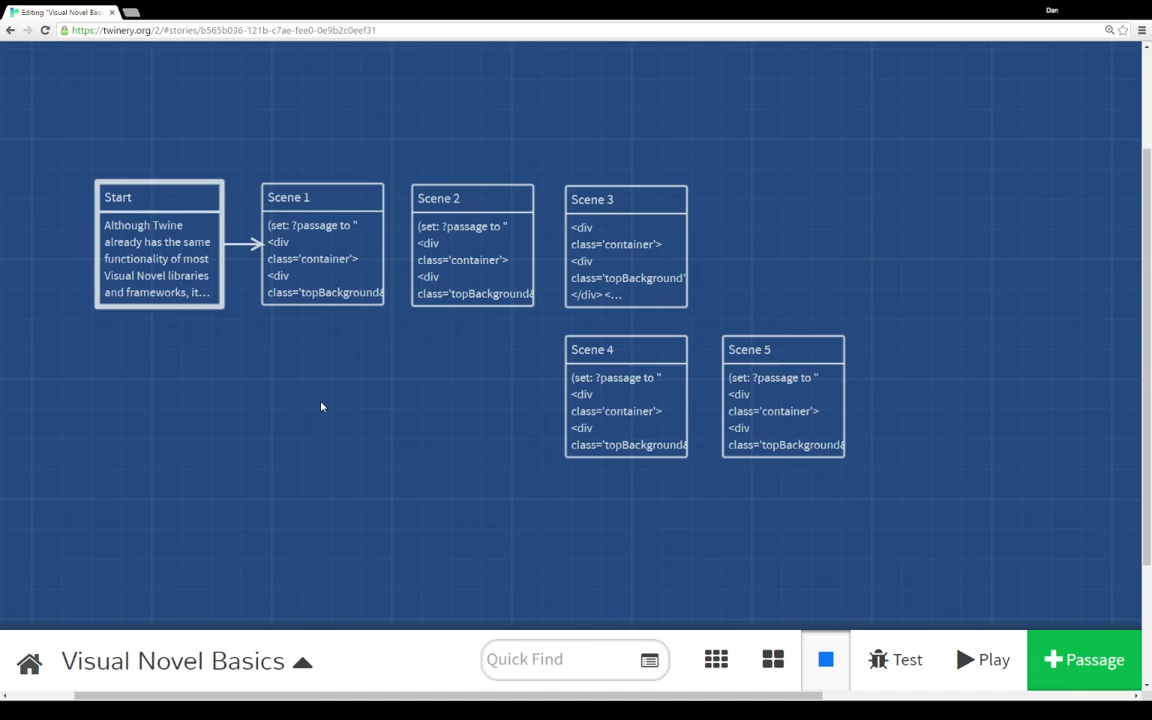 Editing "Visual Novel Bas
Dan
https://twinery.org/2/#stories/b565b036-121b-c7ae-fee0-0e9b2c0eef31
Start
Although Twine
already has the same
functionality of most
Visual Novel libraries
and frameworks, it...
Scene 1
(set: ?passage to "
<div
class='container'>
<div
class='topBackground&
Scene 2
(set: ?passage to "
<div
class='container'>
<div
class='topBackground&
Scene 3
<div
class='container'>
<div
class='topBackground'
</div> <...
Scene 4
(set: ?passage to "
<div
class='container'>
<div
class='topBackground&
Scene 5
(set: ?passage to "
<div
class='container'>
<div
class='topBackground&
Visual Novel Basics
Quick Find
Test
Play
Passage